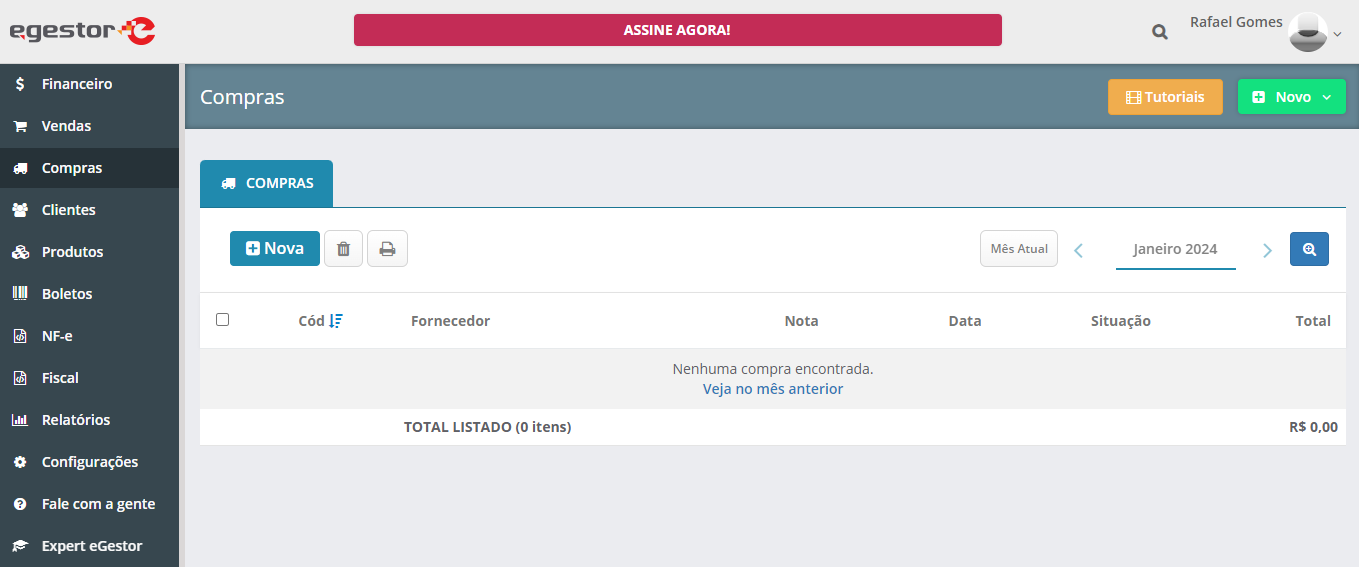 egestor
ASSINE AGORA!
Rafael Gomes
Financeiro
Vendas
Compras
Clientes
Produtos
Boletos
NF-e
Fiscal
Relatórios
Configurações
Fale com a gente
Expert eGestor
Compras
Tutoriais
Novo
COMPRAS
Nova
Mês Atual
Janeiro 2024
Cód Fornecedor Nota Data Situação Total
Nenhuma compra encontrada.
Veja no mês anterior
TOTAL LISTADO (0 itens) R$ 0,00